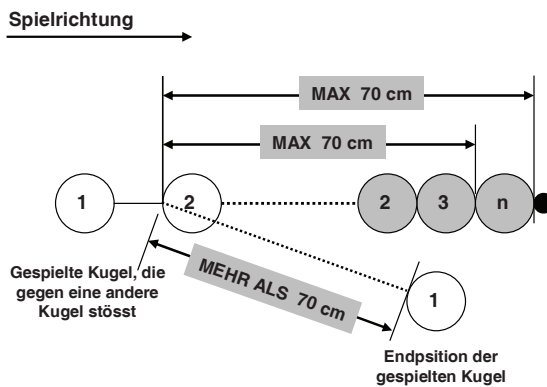 Spielrichtung
MAX 70 cm
MAX 70 cm
1
2
2
3
n
MEHR ALS 70 cm
Gespielte Kugel, die
gegen eine andere
Kugel stösst
1
Endpsition der
gespielten Kugel